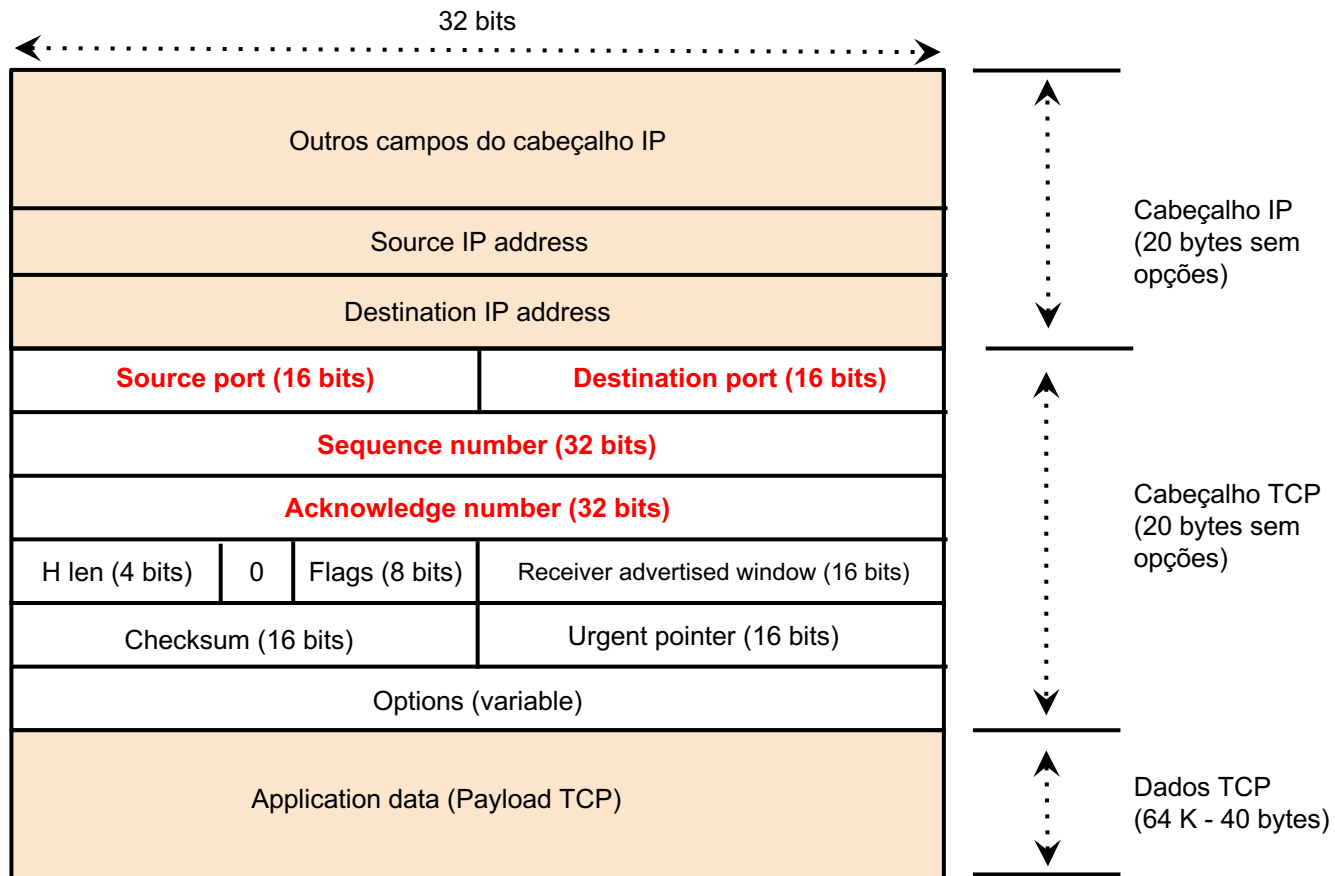 32 bits
Outros campos do cabeçalho IP
Source IP address
Destination IP address
Cabeçalho IP
(20 bytes sem
opções)
Source port (16 bits)
Destination port (16 bits)
Sequence number (32 bits)
Acknowledge number (32 bits)
H len (4 bits)
0
Flags (8 bits)
Receiver advertised window (16 bits)
Checksum (16 bits)
Urgent pointer (16 bits)
Options (variable)
Cabeçalho TCP
(20 bytes sem
opções)
Application data (Payload TCP)
Dados TCP
(64 K - 40 bytes)